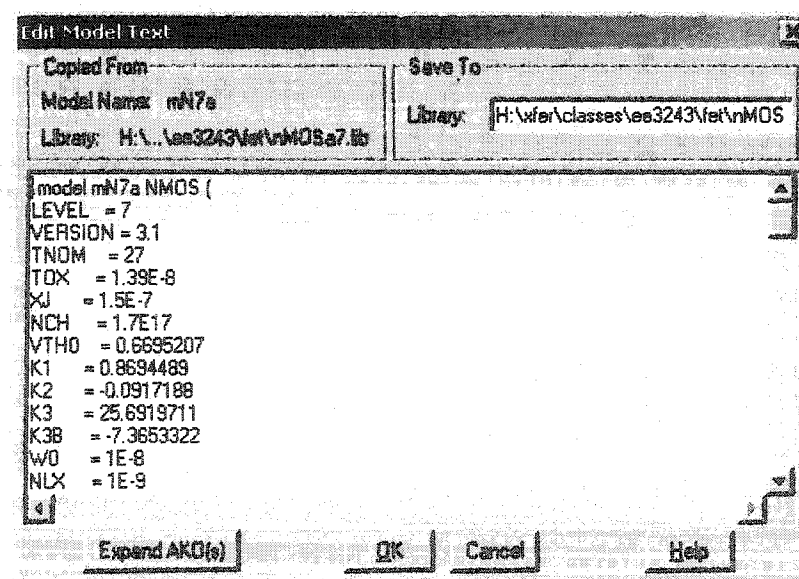 Edit Model Text
Copied From
Model Name: mN7a
Library: H:\...\ee3243\fet\nMOSa7.lib
Save To
Library: H:\xfer\classes\ee3243\fet\nMOS
.model mN7a NMOS (
LEVEL = 7
VERSION = 3.1
TNOM = 27
TOX = 1.39E-8
XJ = 1.5E-7
NCH = 1.7E17
VTH0 = 0.6695207
K1 = 0.8694489
K2 = -0.0917188
K3 = 25.6919711
K3B = -7.3653322
W0 = 1E-8
NLX = 1E-9
Expand AKO(s)
OK
Cancel
Help